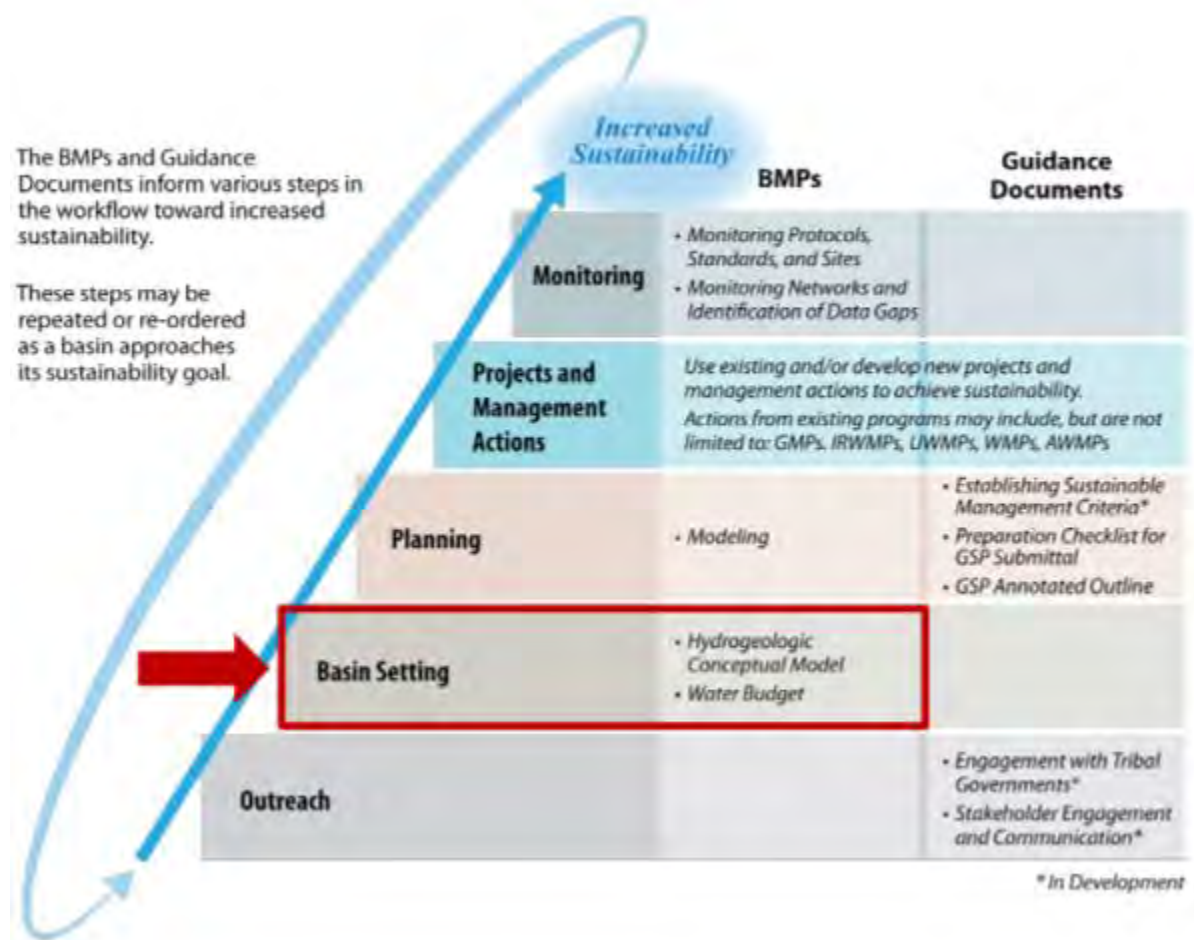 The BMPs and Guidance
Documents inform various steps in
the workflow toward increased
sustainability.
These steps may be
repeated or re-ordered
as a basin approaches
its sustainability goal.
Increased
Sustainability
BMPs
Guidance
Documents
Monitoring
• Monitoring Protocols,
Standards, and Sites
• Monitoring Networks and
Identification of Data Gaps
Projects and
Management
Actions
Use existing and/or develop new projects and
management actions to achieve sustainability.
Actions from existing programs may include, but are not
limited to: GMPs, IRWMPs, UWMPs, WMPs, AWMPs
Planning
• Modeling
• Establishing Sustainable
Management Criteria*
• Preparation Checklist for
GSP Submittal
• GSP Annotated Outline
Basin Setting
• Hydrogeologic
Conceptual Model
• Water Budget
Outreach
• Engagement with Tribal
Governments*
• Stakeholder Engagement
and Communication*
* In Development